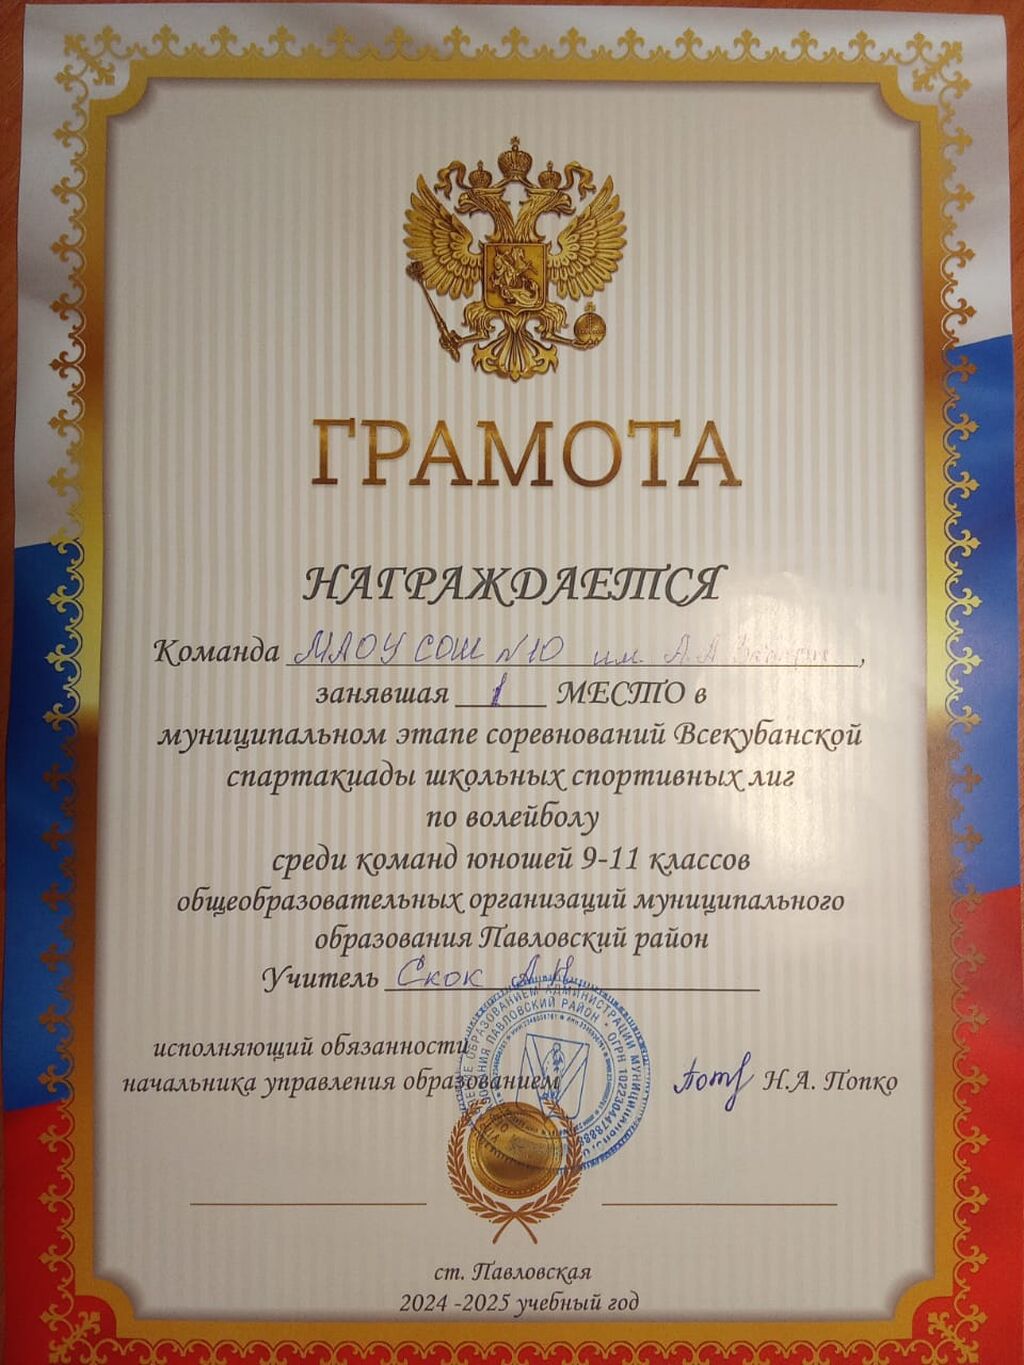 ГРАМОТА
НАГРАЖДАЕТСЯ
Команда МАОУ СОШ №10 им. А.А.
занявшая 1 МЕСТО в
муниципальном этапе соревнований Всекубанской
спартакиады школьных спортивных лиг
по волейболу
среди команд юношей 9-11 классов
общеобразовательных организаций муниципального
образования Павловский район
Учитель Скок А.Н.
исполняющий обязанности
начальника управления образованием
Н.А. Попко
ст. Павловская
2024 -2025 учебный год